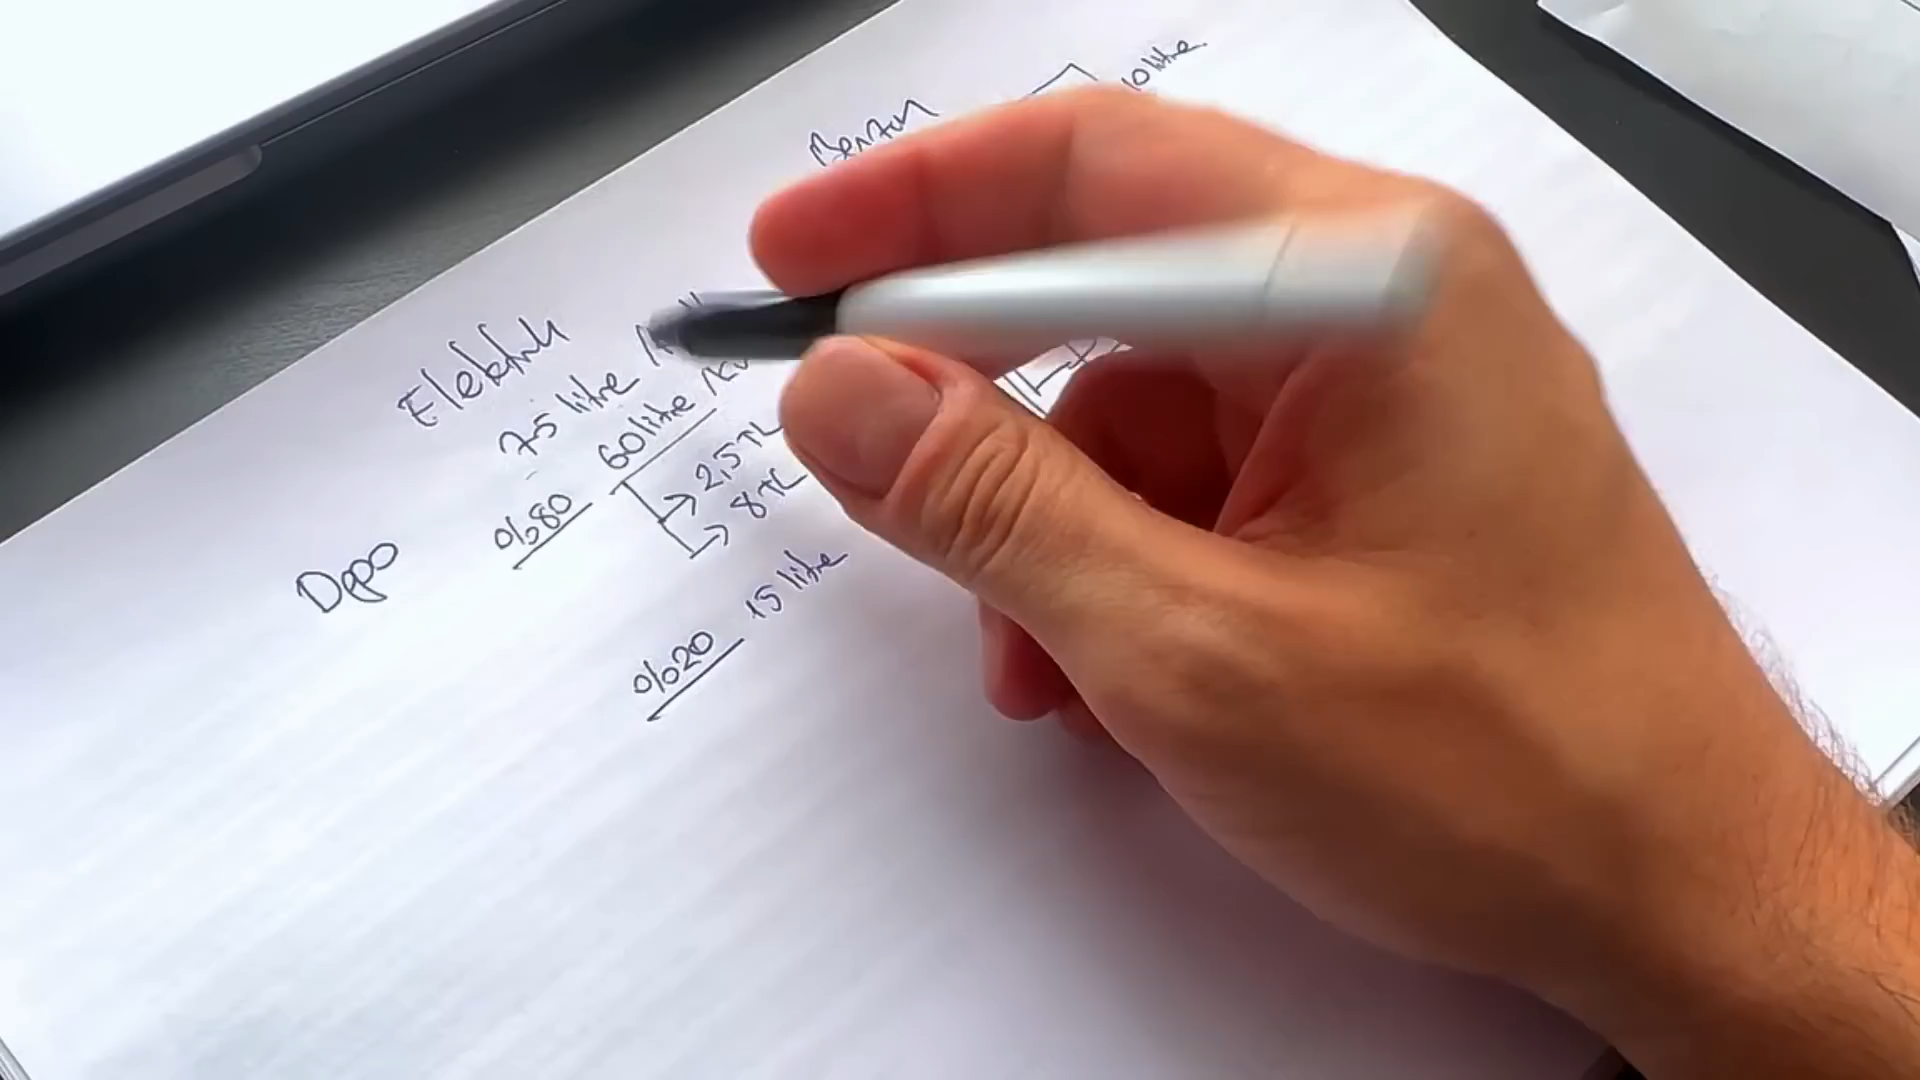 10 litre
Benzin
Elektrik
75 litre
60 litre /
2,5 TL
8 TL
Depo %80
%20 15 litre